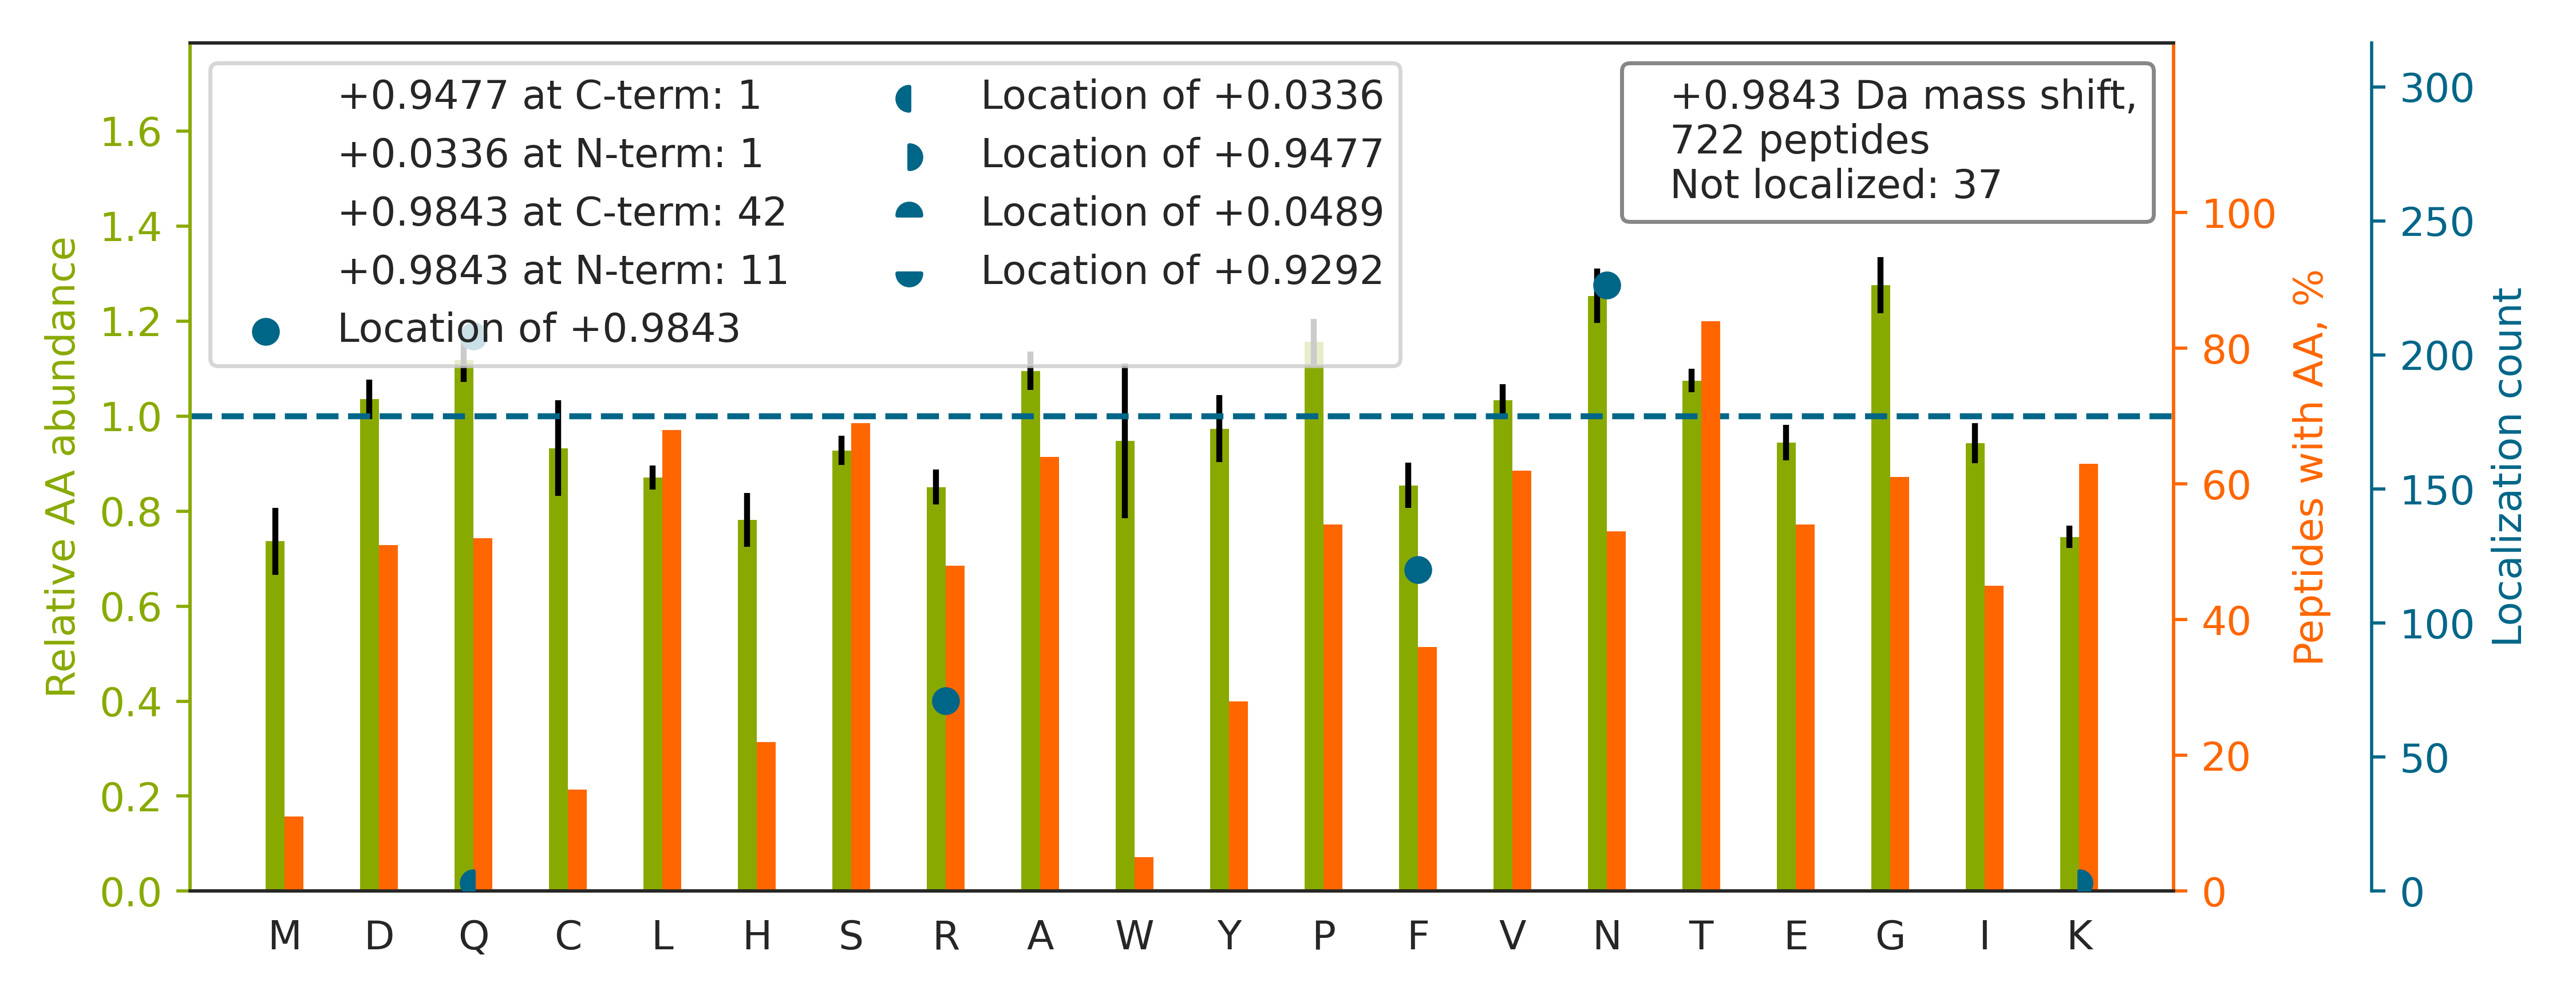 +0.9477 at C-term: 1
+0.0336 at N-term: 1
+0.9843 at C-term: 42
+0.9843 at N-term: 11
Location of +0.9843
Location of +0.0336
Location of +0.9477
Location of +0.0489
Location of +0.9292
+0.9843 Da mass shift,
722 peptides
Not localized: 37
Relative AA abundance
1.6
1.4
1.2
1.0
0.8
0.6
0.4
0.2
0.0
M D Q C L H S R A W Y P F V N T E G I K
100
80
60
40
20
0
Peptides with AA, %
300
250
200
150
100
50
0
Localization count